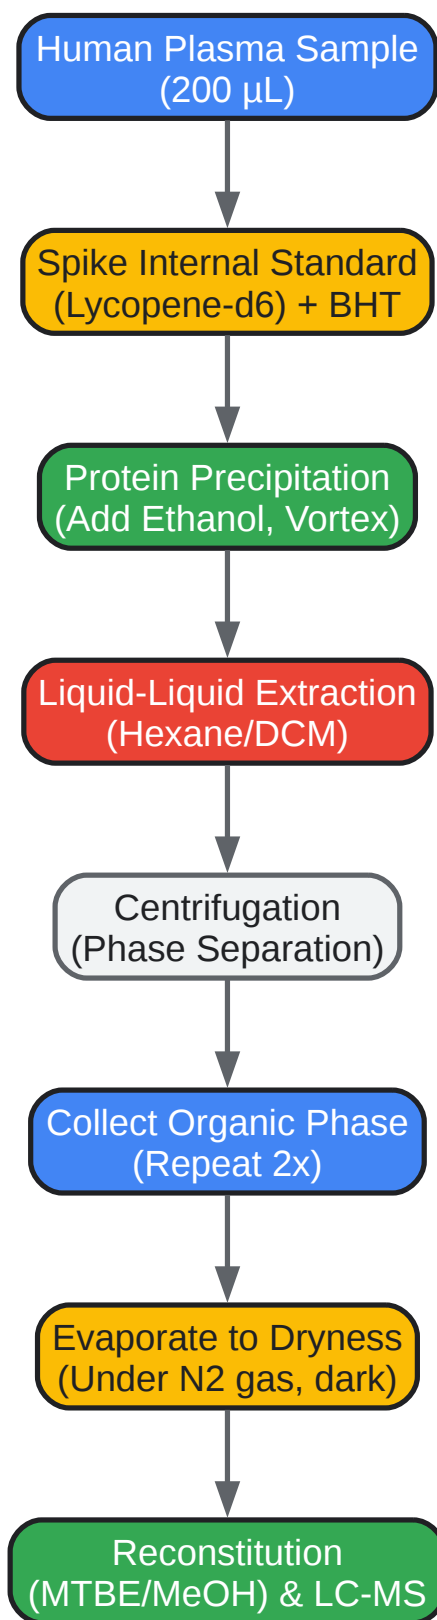 Human Plasma Sample
(200 µL)
Spike Internal Standard
(Lycopene-d6) + BHT
Protein Precipitation
(Add Ethanol, Vortex)
Liquid-Liquid Extraction
(Hexane/DCM)
Centrifugation
(Phase Separation)
Collect Organic Phase
(Repeat 2x)
Evaporate to Dryness
(Under N2 gas, dark)
Reconstitution
(MTBE/MeOH) & LC-MS